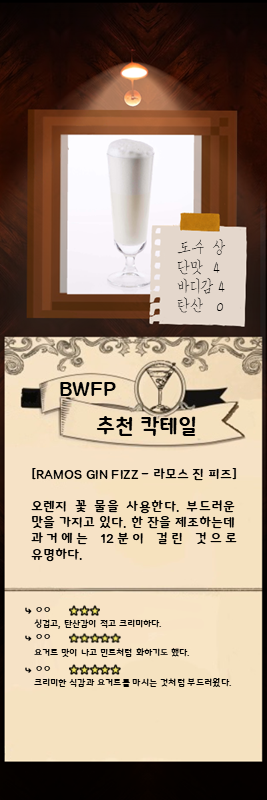 도수 상
단맛 4
바디감 4
탄산 0
BWFP
추천 칵테일
[RAMOS GIN FIZZ - 라모스 진 피즈]
오렌지 꽃 물을 사용한다. 부드러운
맛을 가지고 있다. 한 잔을 제조하는데
과거에는 12분이 걸린 것으로
유명하다.
↳ ㅇㅇ ★★★
싱겁고, 탄산감이 적고 크리미하다.
↳ ㅇㅇ ★★★★★
요거트 맛이 나고 민트처럼 화하기도 했다.
↳ ㅇㅇ ★★★★★
크리미한 식감과 요거트를 마시는 것처럼 부드러웠다.